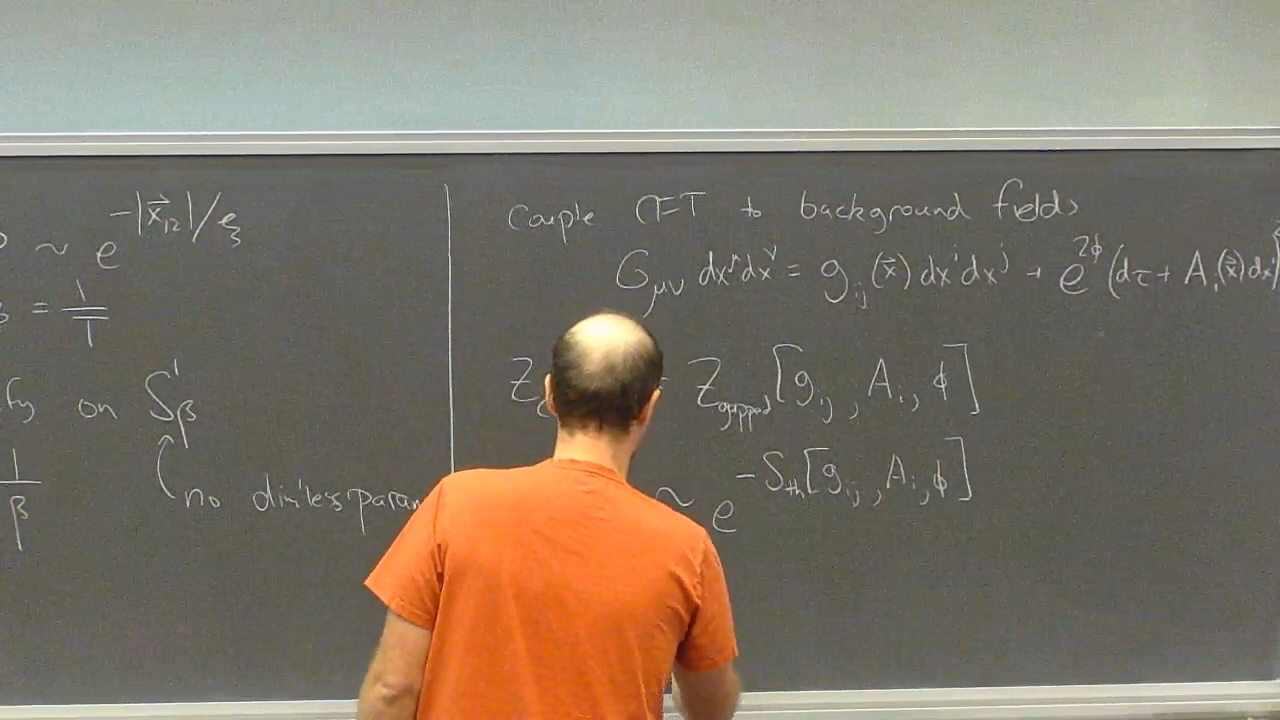 ~ e^{-|\vec{x}_{12}|/ξ}
= 1/T
on S^1_β
1/β
no dim'less param
Couple CFT to background fields
G_{μν} dx^μ dx^ν = g_{ij}(\vec{x}) dx^i dx^j + e^{2φ} (dτ + A_i(\vec{x}) dx^i)
Z = Z_{gapped}[g_{ij}, A_i, φ]
~ e^{-S_{th}[g_{ij}, A_i, φ]}